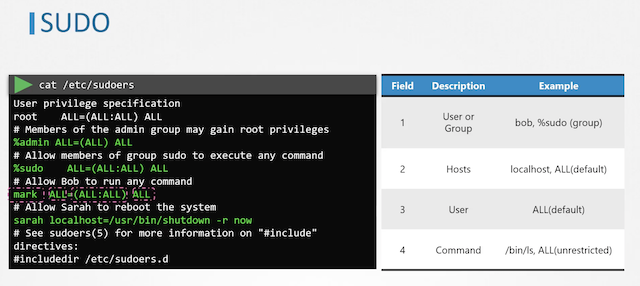 SUDO
cat /etc/sudoers
User privilege specification
root ALL=(ALL:ALL) ALL
# Members of the admin group may gain root privileges
%admin ALL=(ALL) ALL
# Allow members of group sudo to execute any command
%sudo ALL=(ALL:ALL) ALL
# Allow Bob to run any command
mark ALL=(ALL:ALL) ALL
# Allow Sarah to reboot the system
sarah localhost=/usr/bin/shutdown -r now
# See sudoers(5) for more information on "#include"
directives:
#includedir /etc/sudoers.d
Field Description Example
1 User or Group bob, %sudo (group)
2 Hosts localhost, ALL(default)
3 User ALL(default)
4 Command /bin/ls, ALL(unrestricted)